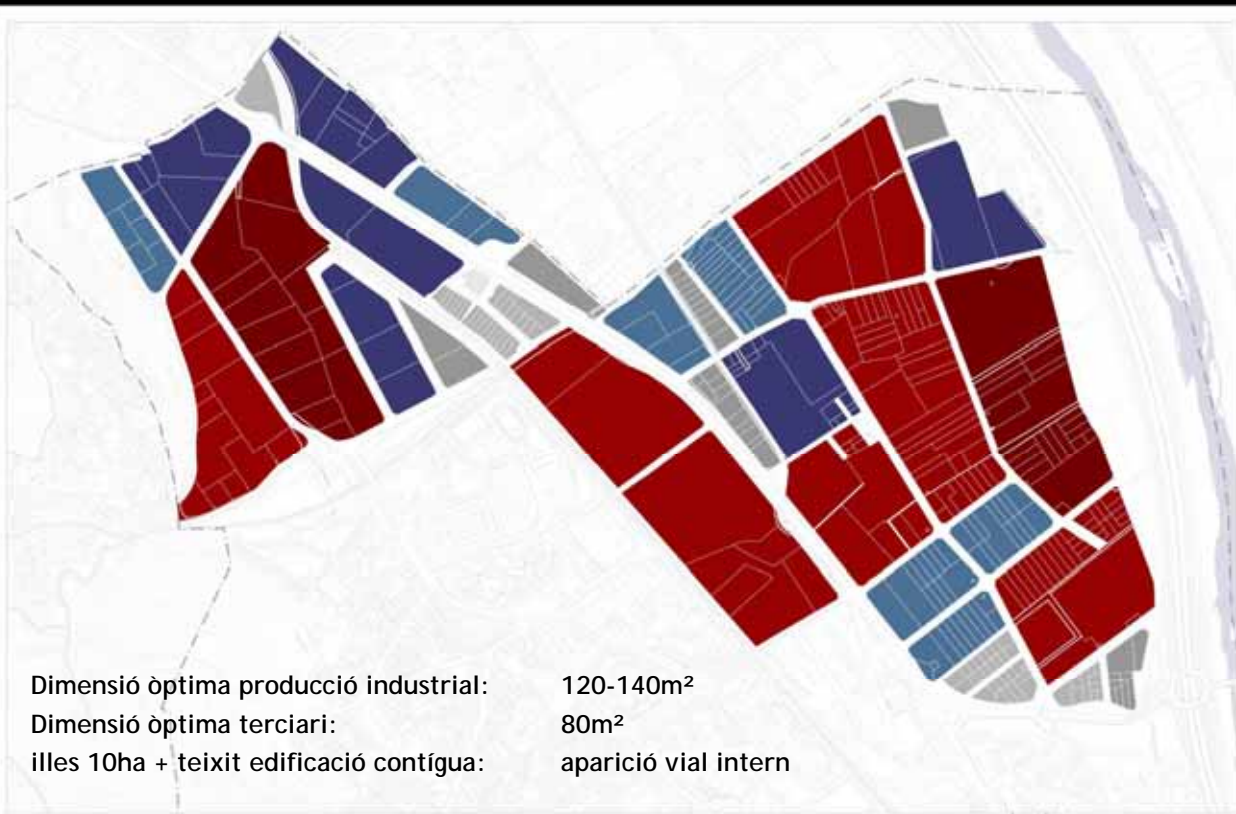 Dimensió òptima producció industrial: 120-140m²
Dimensió òptima terciari: 80m²
illes 10ha + teixit edificació contígua: aparició vial intern